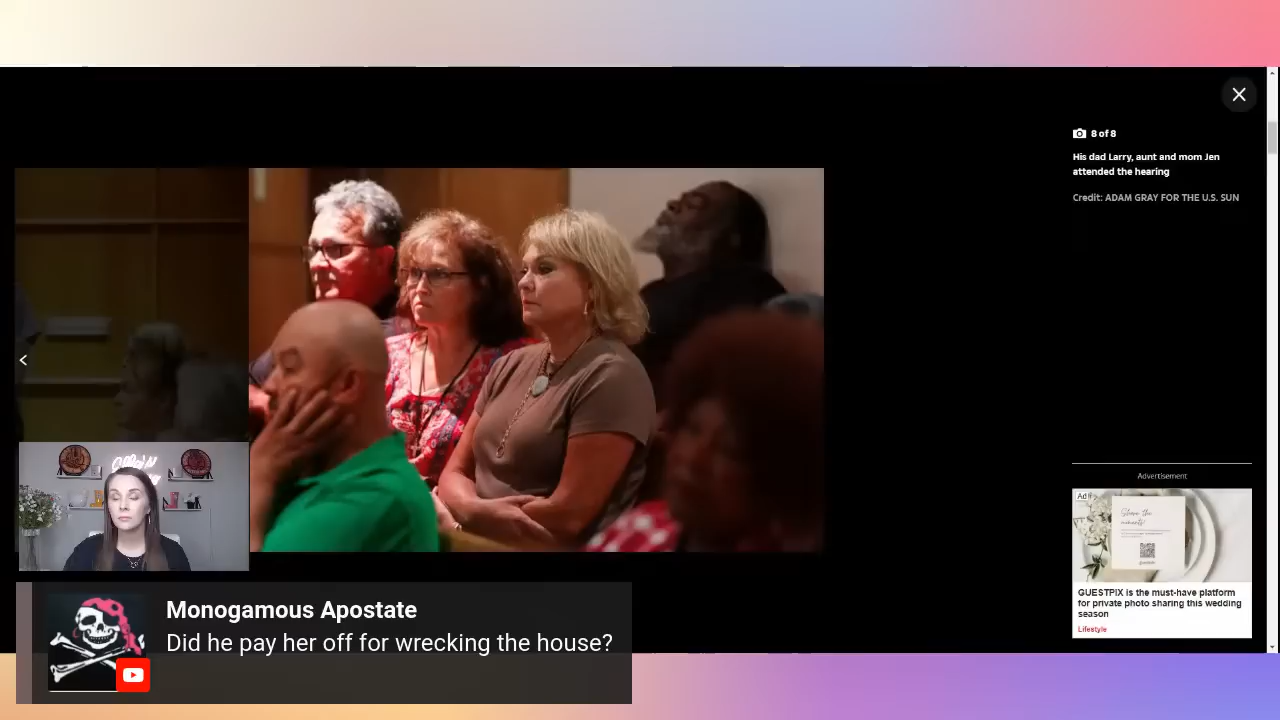 8 of 8
His dad Larry, aunt and mom Jen
attended the hearing
Credit: ADAM GRAY FOR THE U.S. SUN
Advertisement
Ad
Share the
GUESTPIX is the must-have platform
for private photo sharing this wedding
season
Lifestyle
Monogamous Apostate
Did he pay her off for wrecking the house?